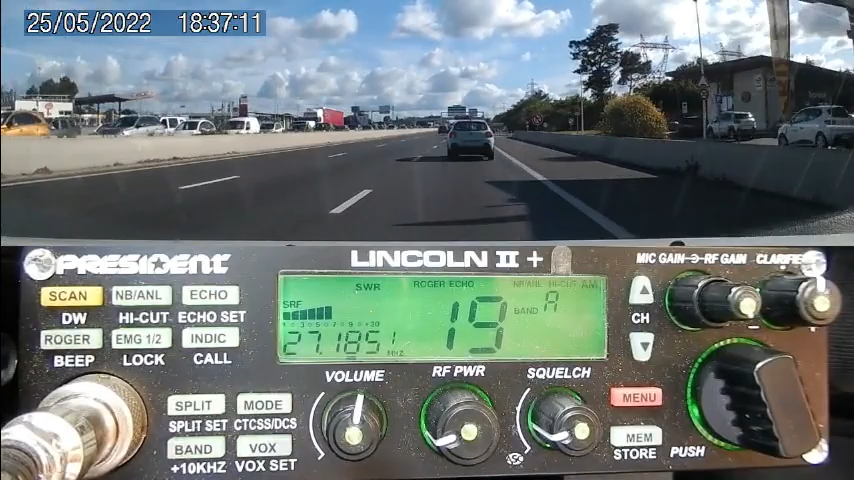 25/05/2022 18:37:11
PRESIDENT
LINCOLN II +
MIC GAIN RF GAIN CLARIFIER
SCAN NB/ANL ECHO
DW HI-CUT ECHO SET
ROGER EMG 1/2 INDIC
BEEP LOCK CALL
SWR ROGER ECHO NB/ANL HI-CUT AM
SRF
19 BAND A
27.185 MHZ
CH
VOLUME RF PWR SQUELCH
SPLIT MODE
SPLIT SET CTCSS/DCS
BAND VOX
+10KHZ VOX SET
ASC
MENU
MEM
STORE
PUSH
- +